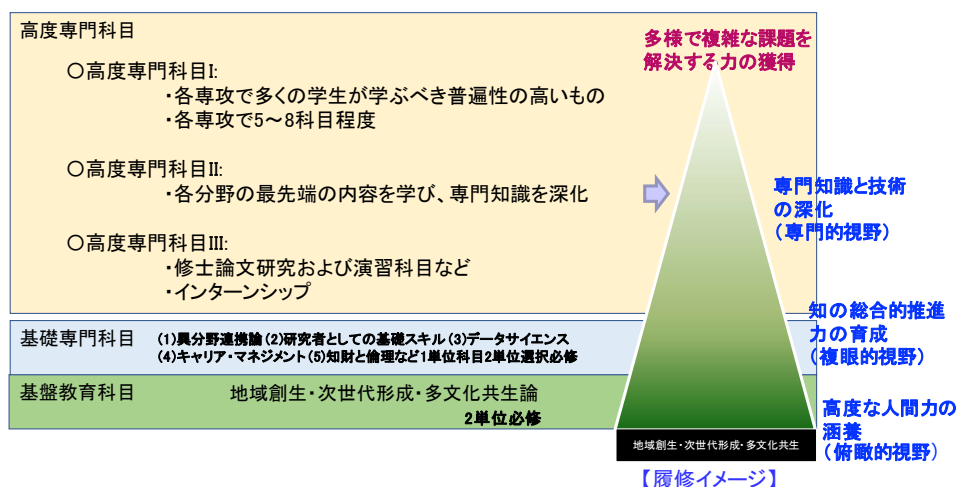 高度専門科目
〇高度専門科目I:
・各専攻で多くの学生が学ぶべき普遍性の高いもの
・各専攻で5～8科目程度
〇高度専門科目II:
・各分野の最先端の内容を学び、専門知識を深化
〇高度専門科目III:
・修士論文研究および演習科目など
・インターンシップ
基礎専門科目
(1)異分野連携論(2)研究者としての基礎スキル(3)データサイエンス
(4)キャリア・マネジメント(5)知財と倫理など1単位科目2単位選択必修
基盤教育科目
地域創生・次世代形成・多文化共生論
2単位必修
多様で複雑な課題を
解決する力の獲得
専門知識と技術
の深化
（専門的視野）
知の総合的推進
力の育成
（複眼的視野）
高度な人間力の
涵養
（俯瞰的視野）
地域創生・次世代形成・多文化共生
【履修イメージ】